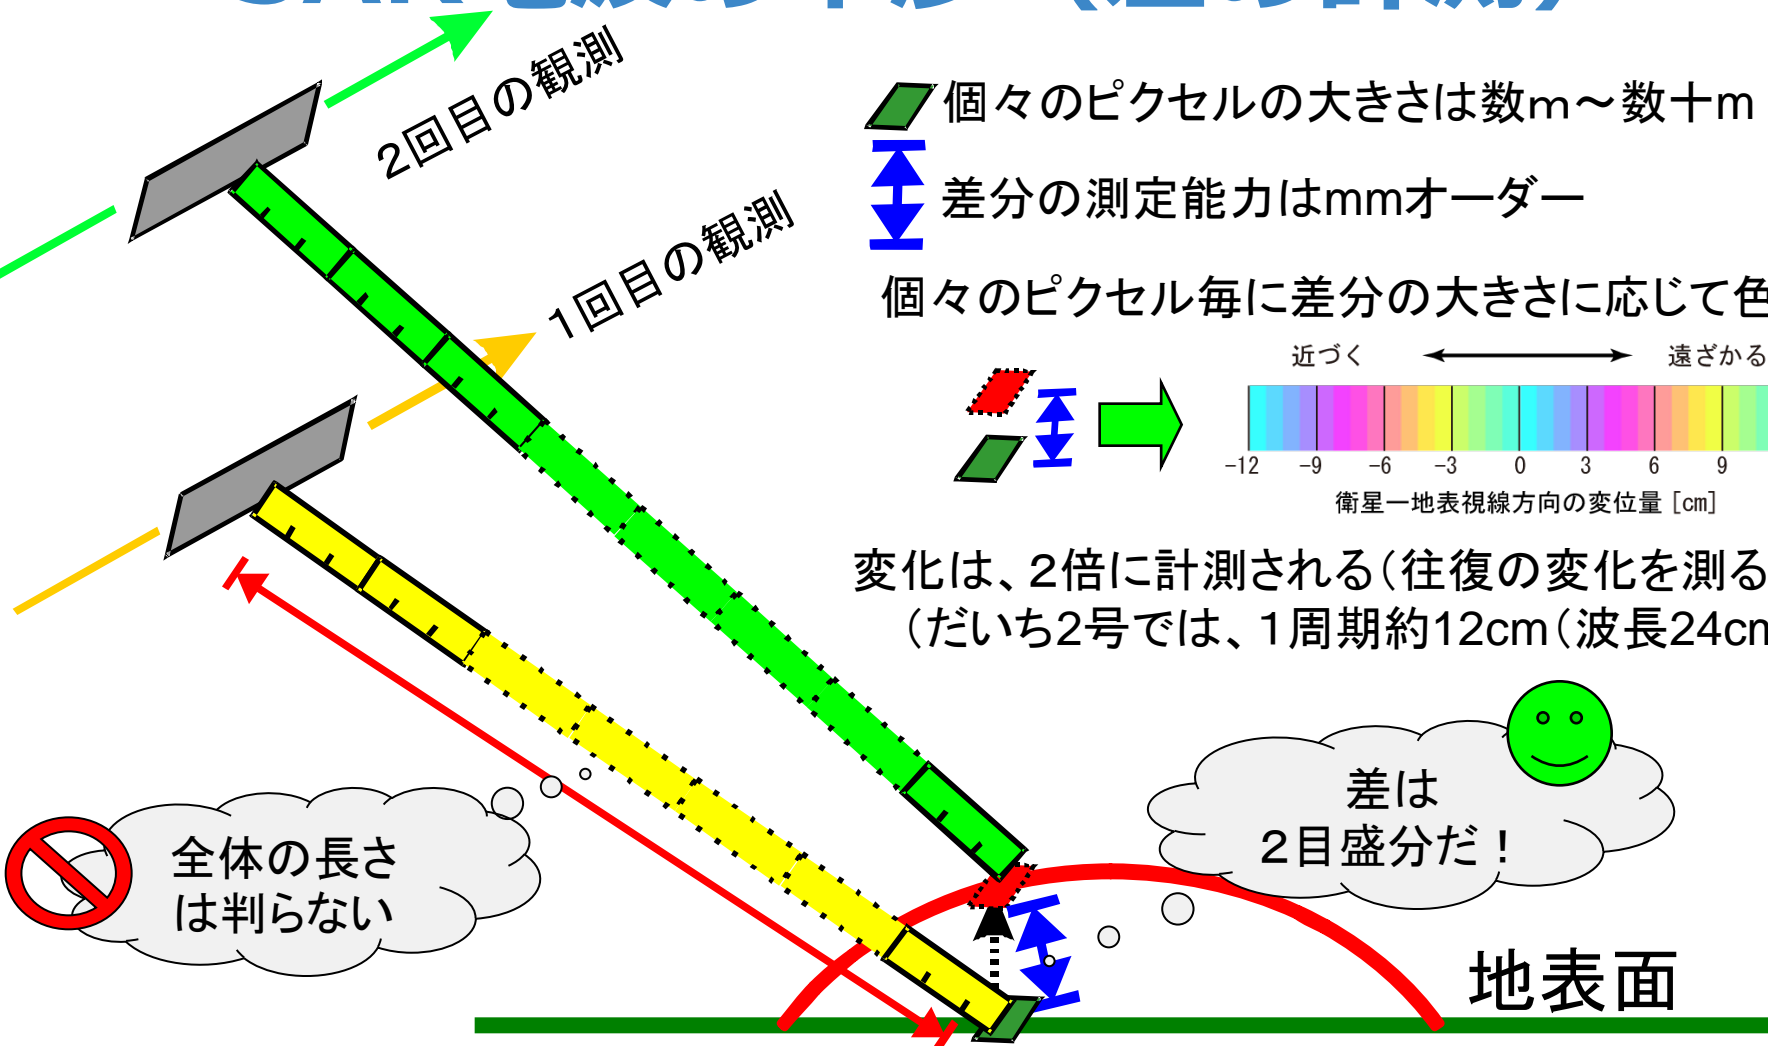 2回目の観測
1回目の観測
個々のピクセルの大きさは数m～数十m
差分の測定能力はmmオーダー
個々のピクセル毎に差分の大きさに応じて色
近づく 遠ざかる
-12 -9 -6 -3 0 3 6 9
衛星－地表視線方向の変位量 [cm]
変化は、2倍に計測される（往復の変化を測る
（だいち2号では、1周期約12cm（波長24cm
差は
2目盛分だ！
全体の長さ
は判らない
地表面